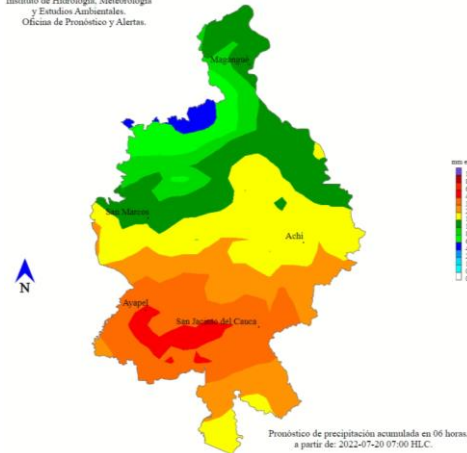 Instituto de Hidrología, Meteorología
y Estudios Ambientales.
Oficina de Pronóstico y Alertas.
Magangué
San Marcos
Achí
Ayapel
San Jacinto del Cauca
N
Pronóstico de precipitación acumulada en 06 horas
a partir de: 2022-07-20 07:00 HLC.